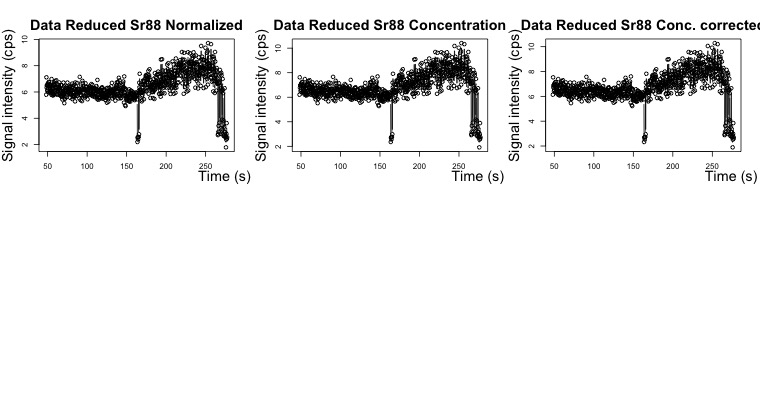 Data Reduced Sr88 Normalized
Signal intensity (cps)
2 4 6 8 10
50 100 150 200 250
Time (s)
Data Reduced Sr88 Concentration
Signal intensity (cps)
2 4 6 8 10
50 100 150 200 250
Time (s)
Data Reduced Sr88 Conc. corrected
Signal intensity (cps)
2 4 6 8 10
50 100 150 200 250
Time (s)